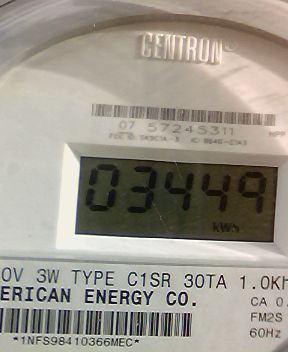 CENTRON®
07 57245311
03449
kWh
0V 3W TYPE C1SR 30TA 1.0Kh
ERICAN ENERGY CO.
CA 0.
FM2S
60Hz
*1NFS98410366MEC*